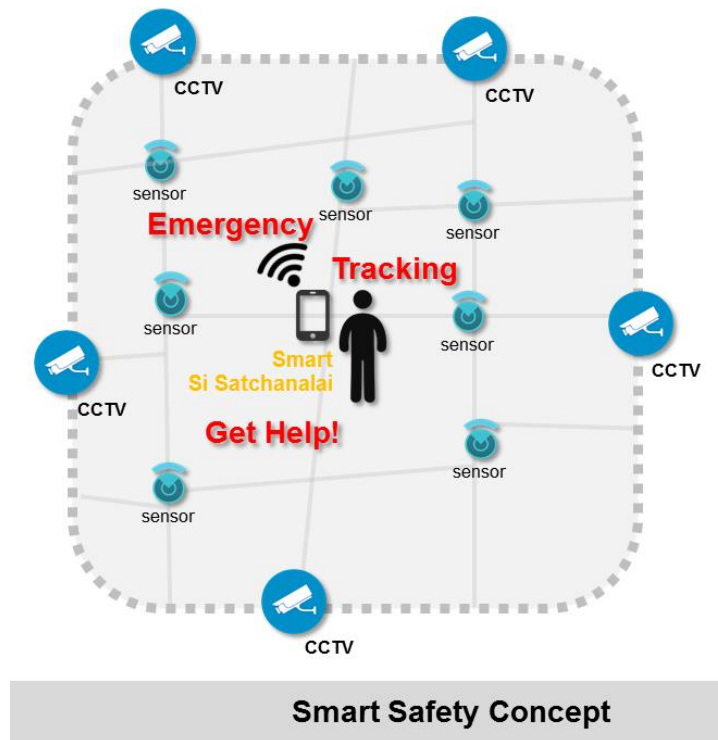 CCTV
CCTV
sensor
sensor
sensor
Emergency
Tracking
sensor
sensor
Smart
Si Satchanalai
CCTV
CCTV
Get Help!
sensor
sensor
CCTV
Smart Safety Concept